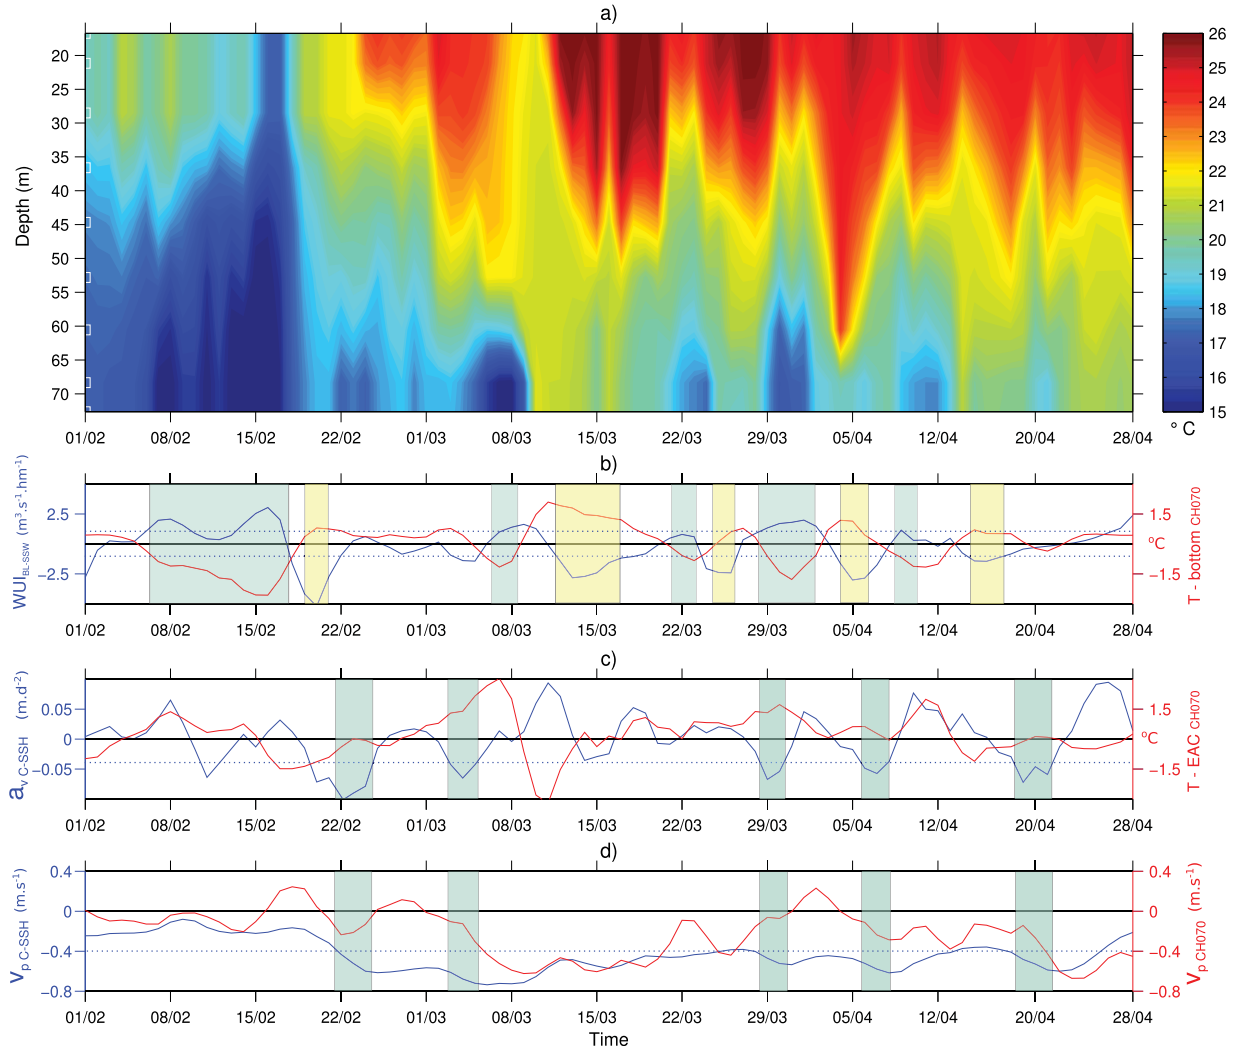 a)
Depth (m)
20
25
30
35
40
45
50
55
60
65
70
01/02 08/02 15/02 22/02 01/03 08/03 15/03 22/03 29/03 05/04 12/04 20/04 28/04
26
25
24
23
22
21
20
19
18
17
16
15
° C
b)
WUI BL-SSW (m³.s⁻¹.hm⁻¹)
2.5
−2.5
1.5
°C
−1.5
T - bottom CH070
01/02 08/02 15/02 22/02 01/03 08/03 15/03 22/03 29/03 05/04 12/04 20/04 28/04
c)
a v C-SSH (m.d⁻²)
0.05
0
−0.05
1.5
°C
−1.5
T - EAC CH070
01/02 08/02 15/02 22/02 01/03 08/03 15/03 22/03 29/03 05/04 12/04 20/04 28/04
d)
v p C-SSH (m.s⁻¹)
0.4
0
−0.4
−0.8
0.4
0
−0.4
−0.8
v p CH070 (m.s⁻¹)
01/02 08/02 15/02 22/02 01/03 08/03 15/03 22/03 29/03 05/04 12/04 20/04 28/04
Time